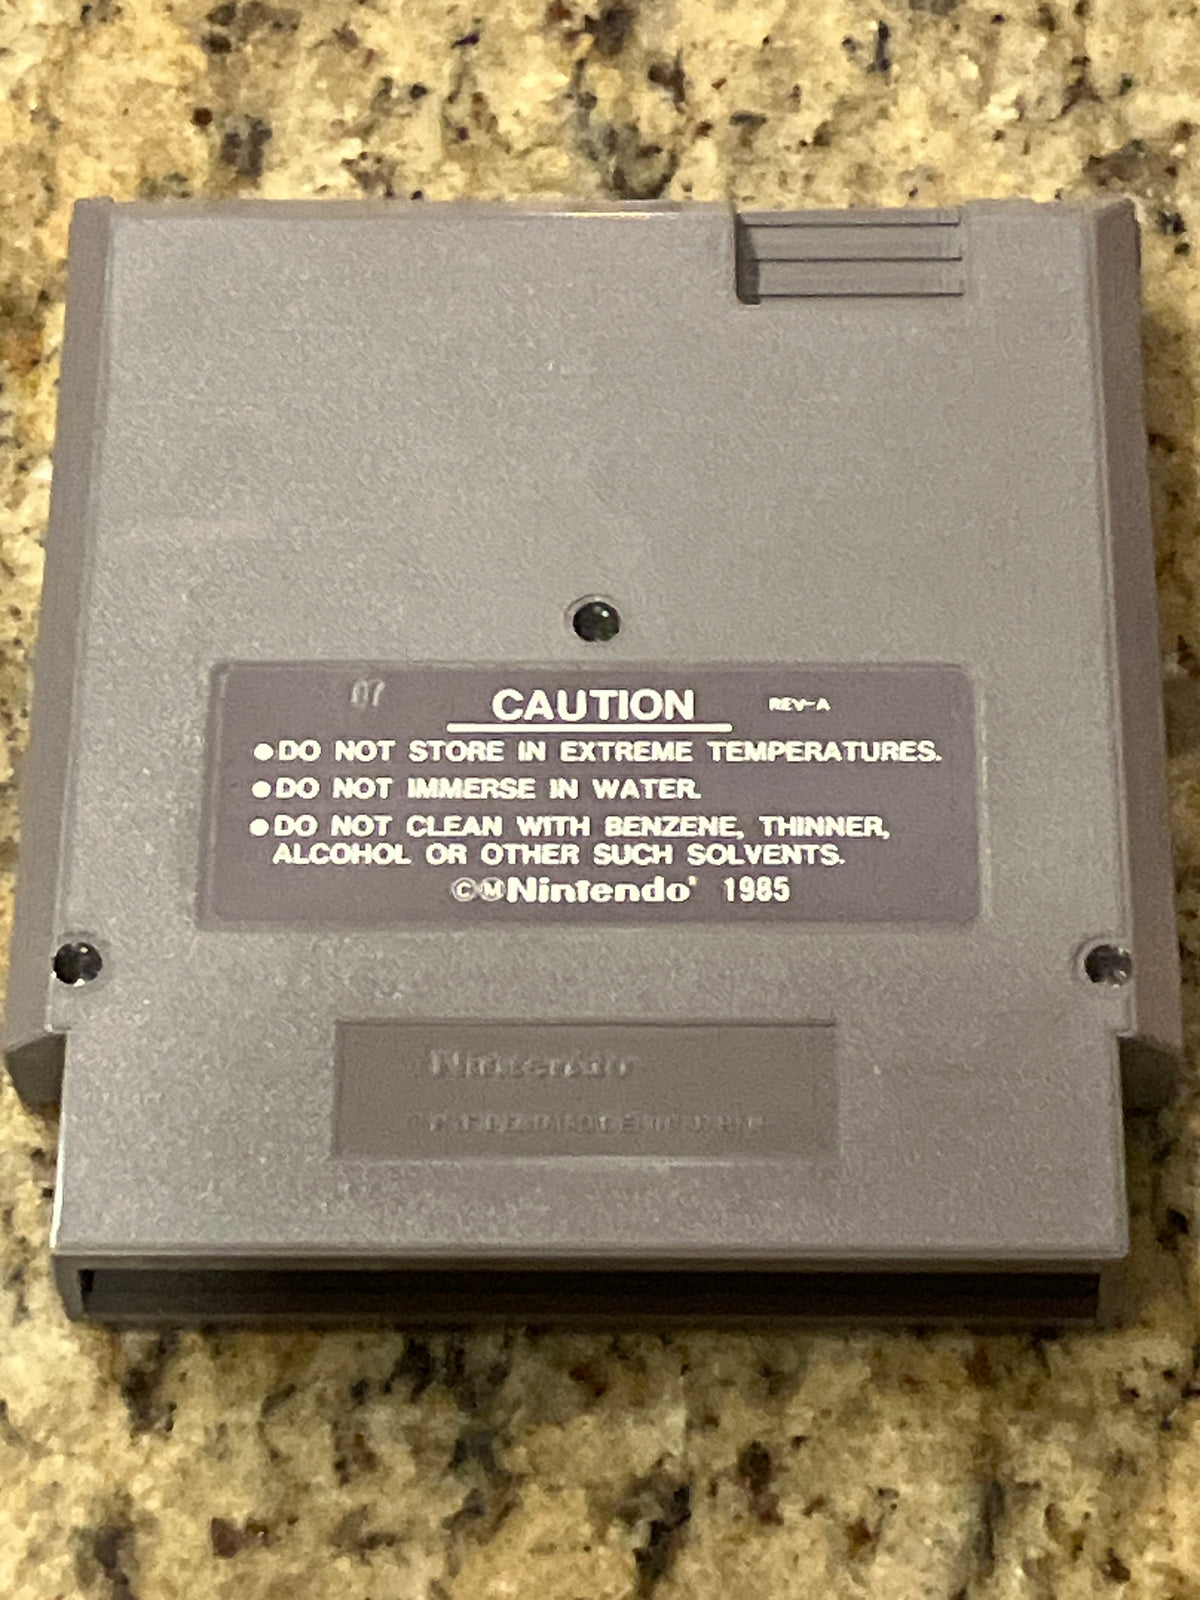 07 CAUTION REV-A
●DO NOT STORE IN EXTREME TEMPERATURES.
●DO NOT IMMERSE IN WATER.
●DO NOT CLEAN WITH BENZENE, THINNER,
ALCOHOL OR OTHER SUCH SOLVENTS.
©ⓂNintendo® 1985
Nintendo